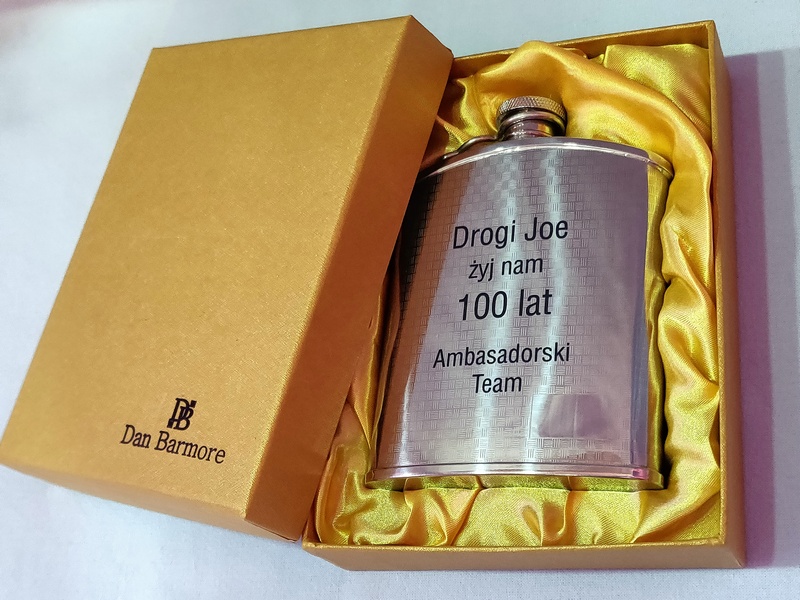 Drogi Joe
żyj nam
100 lat
Ambasadorski
Team
Dan Barmore